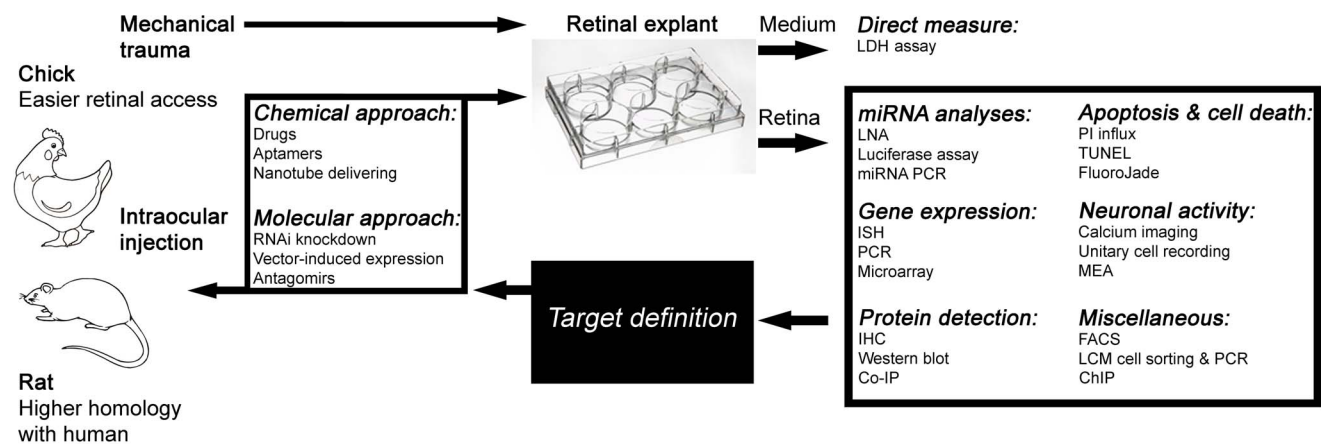 Mechanical
trauma
Chick
Easier retinal access
Intraocular
injection
Rat
Higher homology
with human
Chemical approach:
Drugs
Aptamers
Nanotube delivering
Molecular approach:
RNAi knockdown
Vector-induced expression
Antagomirs
Retinal explant
Medium
Retina
Target definition
Direct measure:
LDH assay
miRNA analyses:
LNA
Luciferase assay
miRNA PCR
Gene expression:
ISH
PCR
Microarray
Protein detection:
IHC
Western blot
Co-IP
Apoptosis & cell death:
PI influx
TUNEL
FluoroJade
Neuronal activity:
Calcium imaging
Unitary cell recording
MEA
Miscellaneous:
FACS
LCM cell sorting & PCR
ChIP